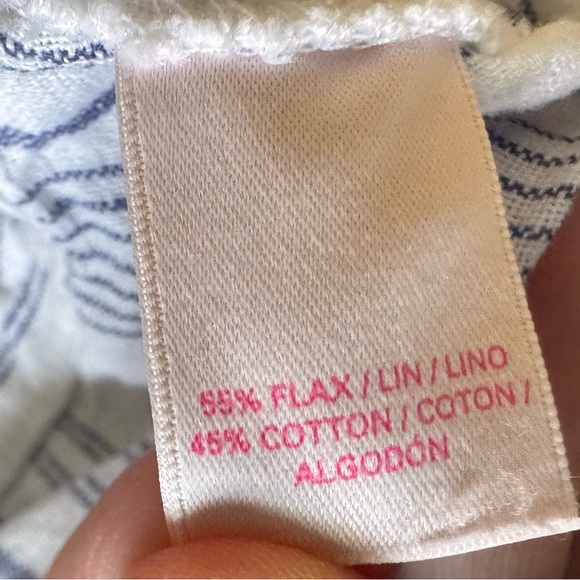 55% FLAX / LIN / LINO
45% COTTON / COTON /
ALGODÓN